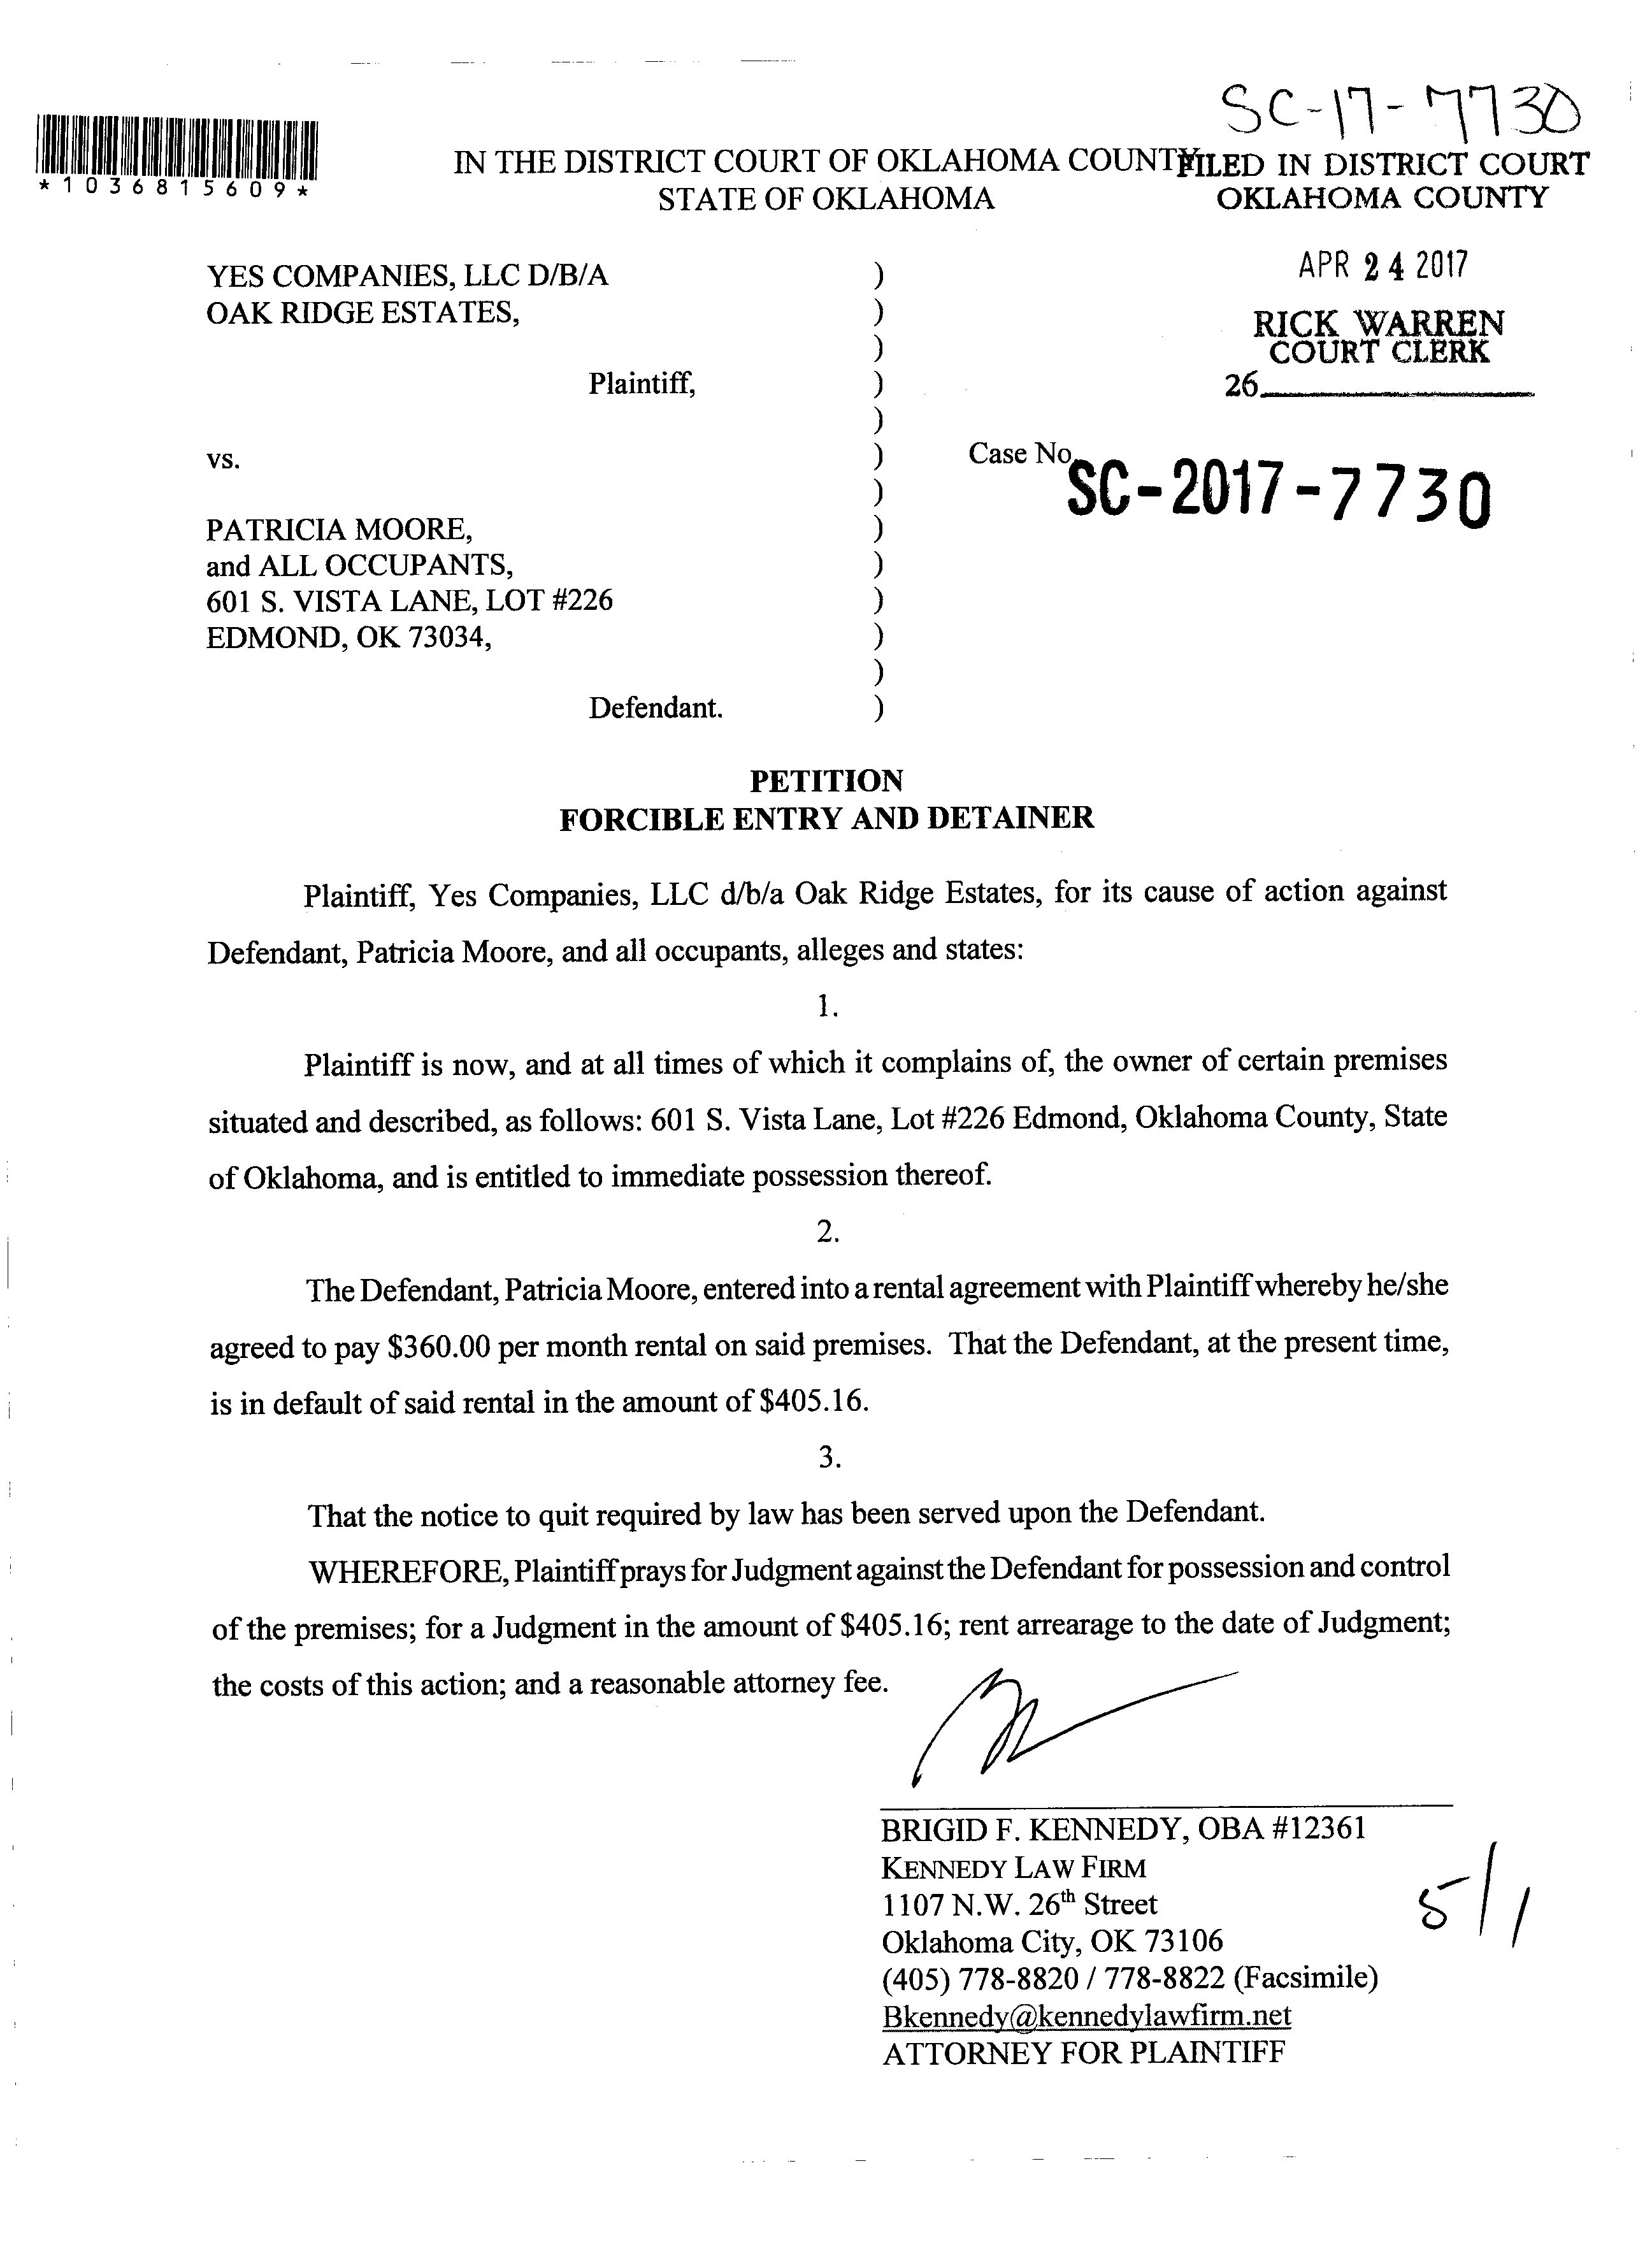 SC-17-7730
*1036815609*
IN THE DISTRICT COURT OF OKLAHOMA COUNTY
STATE OF OKLAHOMA
FILED IN DISTRICT COURT
OKLAHOMA COUNTY
APR 24 2017
RICK WARREN
COURT CLERK
26
YES COMPANIES, LLC D/B/A )
OAK RIDGE ESTATES, )
)
Plaintiff, )
)
vs. )
Case No. SC-2017-7730
)
PATRICIA MOORE, )
and ALL OCCUPANTS, )
601 S. VISTA LANE, LOT #226 )
EDMOND, OK 73034, )
)
Defendant. )
PETITION
FORCIBLE ENTRY AND DETAINER
Plaintiff, Yes Companies, LLC d/b/a Oak Ridge Estates, for its cause of action against
Defendant, Patricia Moore, and all occupants, alleges and states:
1.
Plaintiff is now, and at all times of which it complains of, the owner of certain premises
situated and described, as follows: 601 S. Vista Lane, Lot #226 Edmond, Oklahoma County, State
of Oklahoma, and is entitled to immediate possession thereof.
2.
The Defendant, Patricia Moore, entered into a rental agreement with Plaintiff whereby he/she
agreed to pay $360.00 per month rental on said premises. That the Defendant, at the present time,
is in default of said rental in the amount of $405.16.
3.
That the notice to quit required by law has been served upon the Defendant.
WHEREFORE, Plaintiff prays for Judgment against the Defendant for possession and control
of the premises; for a Judgment in the amount of $405.16; rent arrearage to the date of Judgment;
the costs of this action; and a reasonable attorney fee.
BRIGID F. KENNEDY, OBA #12361
KENNEDY LAW FIRM
1107 N.W. 26th Street
Oklahoma City, OK 73106
(405) 778-8820 / 778-8822 (Facsimile)
Bkennedy@kennedylawfirm.net
ATTORNEY FOR PLAINTIFF
5/1